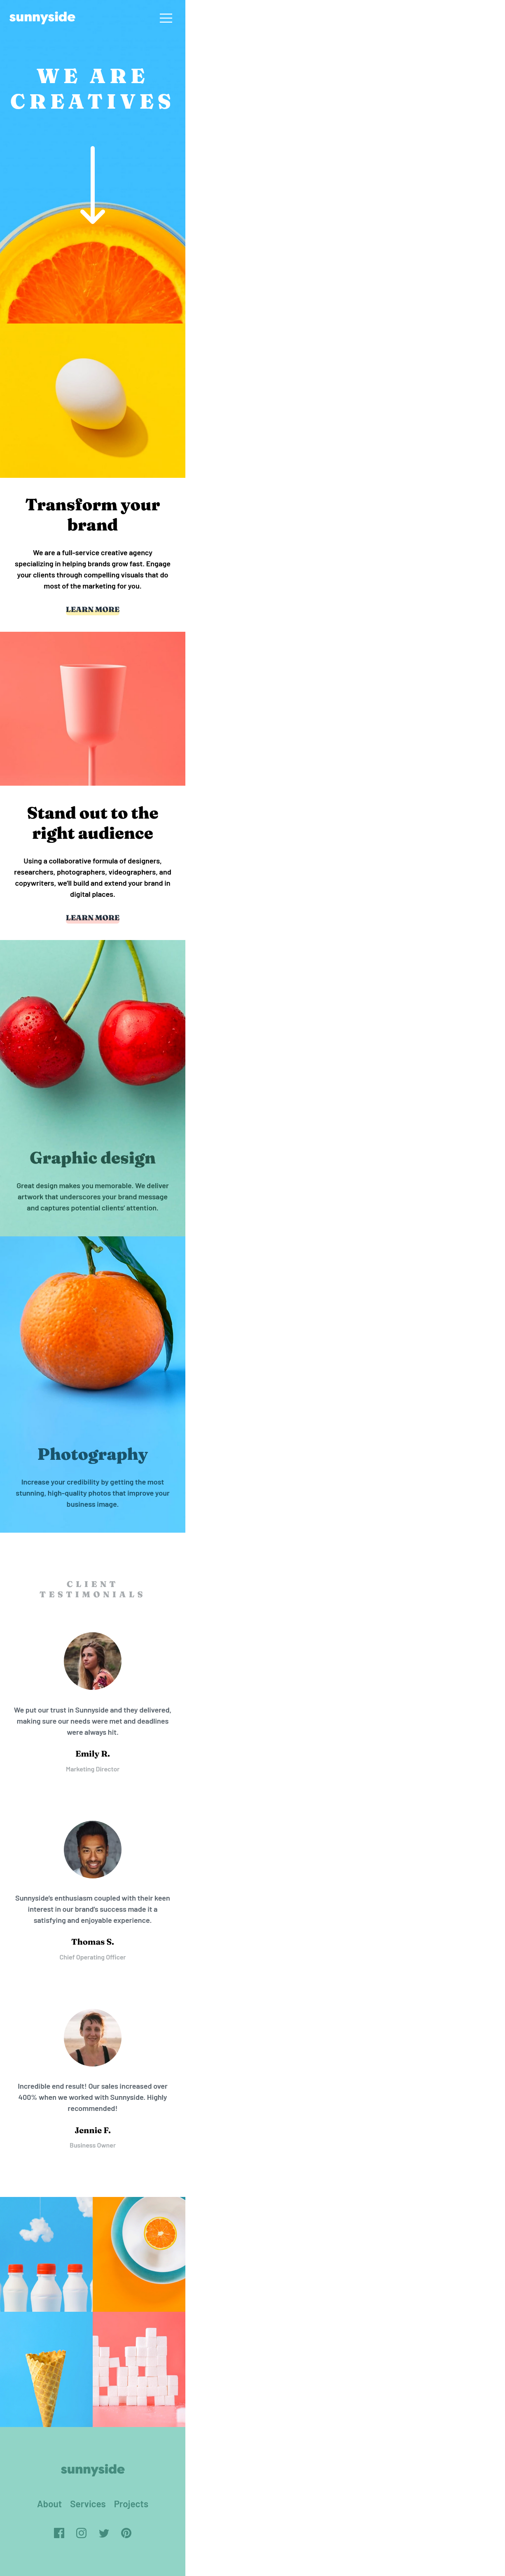 sunnyside
WE ARE
CREATIVES
Transform your
brand
We are a full-service creative agency
specializing in helping brands grow fast. Engage
your clients through compelling visuals that do
most of the marketing for you.
LEARN MORE
Stand out to the
right audience
Using a collaborative formula of designers,
researchers, photographers, videographers, and
copywriters, we'll build and extend your brand in
digital places.
LEARN MORE
Graphic design
Great design makes you memorable. We deliver
artwork that underscores your brand message
and captures potential clients' attention.
Photography
Increase your credibility by getting the most
stunning, high-quality photos that improve your
business image.
CLIENT
TESTIMONIALS
We put our trust in Sunnyside and they delivered,
making sure our needs were met and deadlines
were always hit.
Emily R.
Marketing Director
Sunnyside's enthusiasm coupled with their keen
interest in our brand's success made it a
satisfying and enjoyable experience.
Thomas S.
Chief Operating Officer
Incredible end result! Our sales increased over
400% when we worked with Sunnyside. Highly
recommended!
Jennie F.
Business Owner
sunnyside
About Services Projects